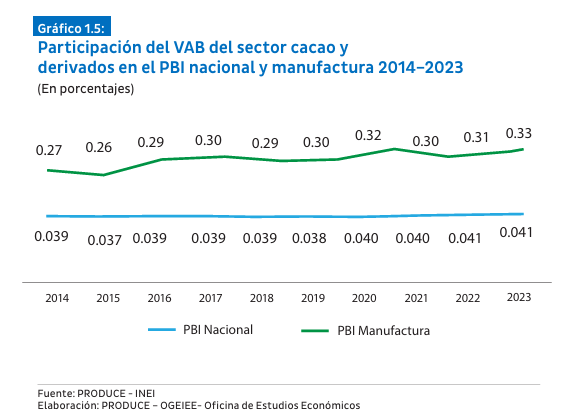 Gráfico 1.5:
Participación del VAB del sector cacao y
derivados en el PBI nacional y manufactura 2014–2023
(En porcentajes)
0.27 0.26 0.29 0.30 0.29 0.30 0.32 0.30 0.31 0.33
0.039 0.037 0.039 0.039 0.039 0.038 0.040 0.040 0.041 0.041
2014 2015 2016 2017 2018 2019 2020 2021 2022 2023
PBI Nacional PBI Manufactura
Fuente: PRODUCE - INEI
Elaboración: PRODUCE – OGEIEE- Oficina de Estudios Económicos